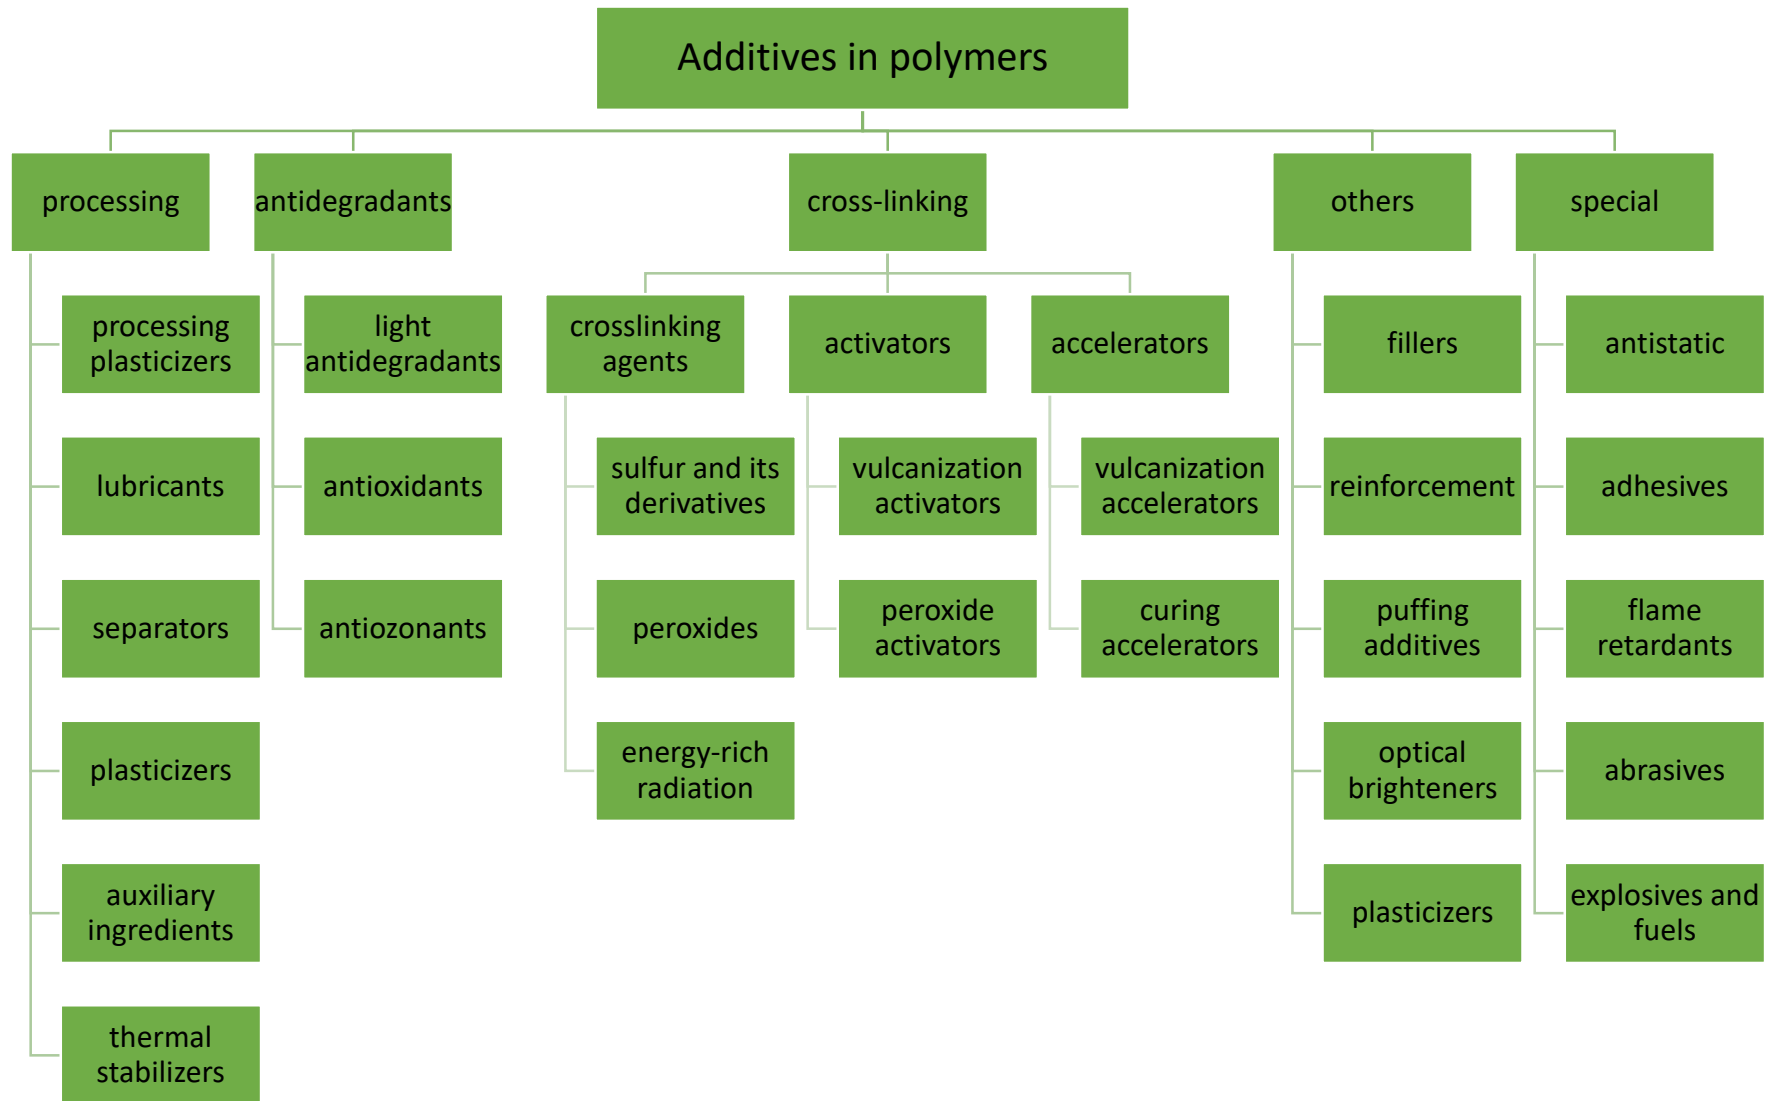 Additives in polymers
processing
antidegradants
cross-linking
others
special
processing
plasticizers
lubricants
separators
plasticizers
auxiliary
ingredients
thermal
stabilizers
light
antidegradants
antioxidants
antiozonants
crosslinking
agents
sulfur and its
derivatives
peroxides
energy-rich
radiation
activators
vulcanization
activators
peroxide
activators
accelerators
vulcanization
accelerators
curing
accelerators
fillers
reinforcement
puffing
additives
optical
brighteners
plasticizers
antistatic
adhesives
flame
retardants
abrasives
explosives and
fuels